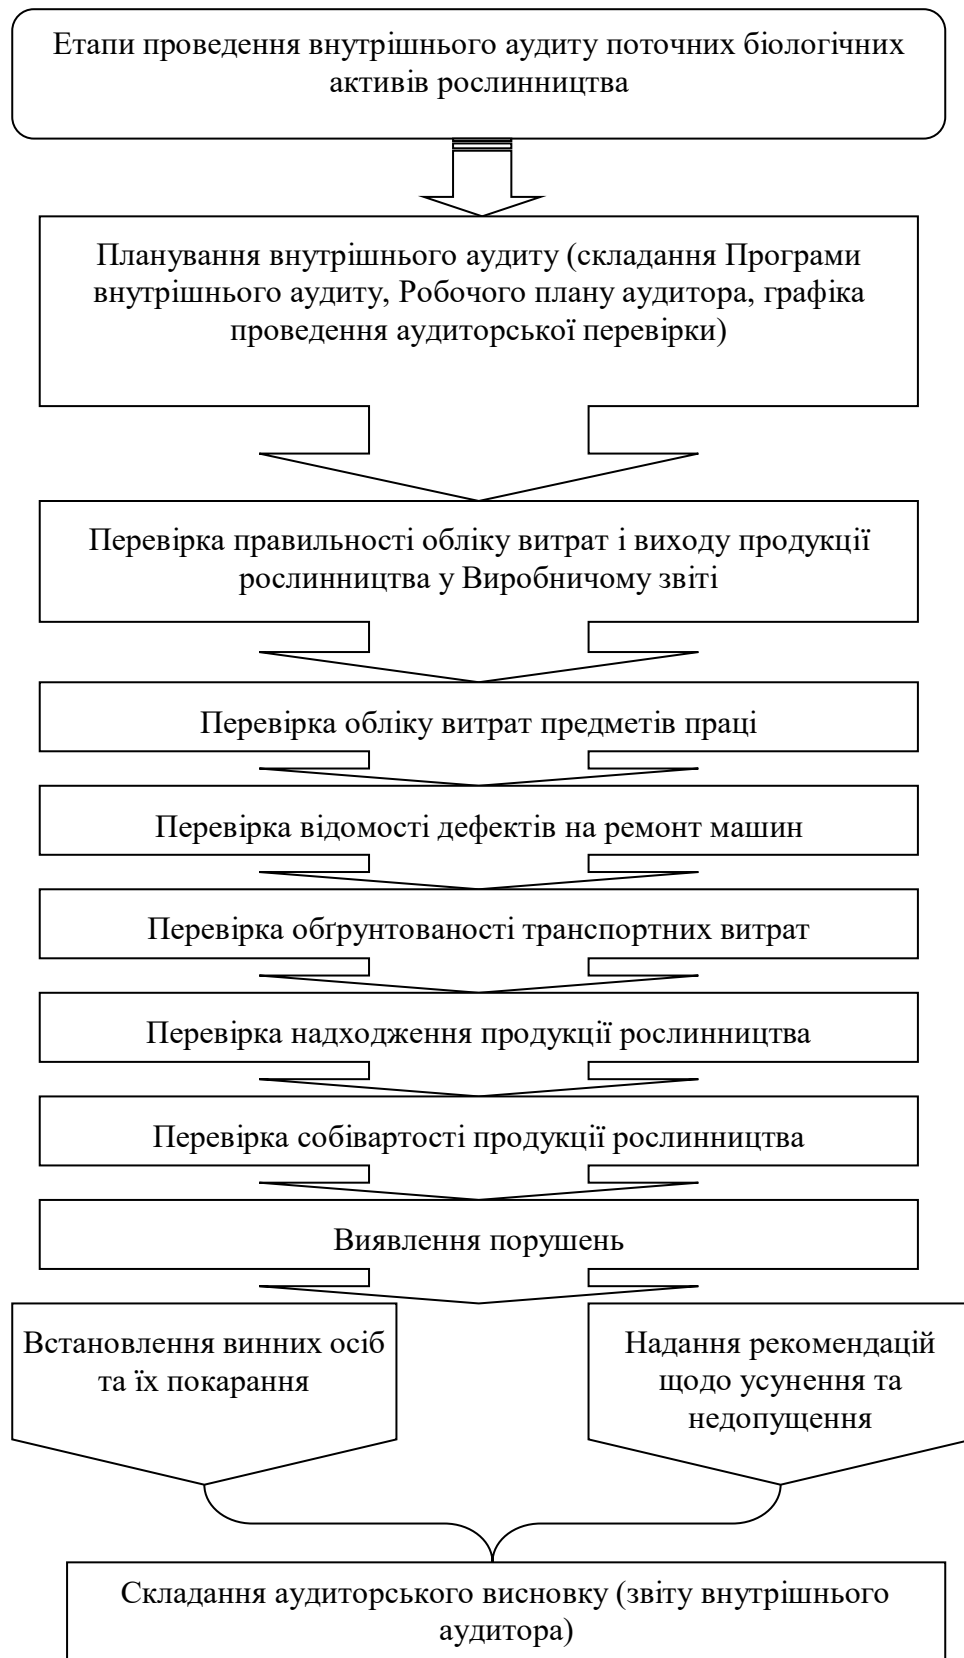 Етапи проведення внутрішнього аудиту поточних біологічних
активів рослинництва
Планування внутрішнього аудиту (складання Програми
внутрішнього аудиту, Робочого плану аудитора, графіка
проведення аудиторської перевірки)
Перевірка правильності обліку витрат і виходу продукції
рослинництва у Виробничому звіті
Перевірка обліку витрат предметів праці
Перевірка відомості дефектів на ремонт машин
Перевірка обґрунтованості транспортних витрат
Перевірка надходження продукції рослинництва
Перевірка собівартості продукції рослинництва
Виявлення порушень
Встановлення винних осіб
та їх покарання
Надання рекомендацій
щодо усунення та
недопущення
Складання аудиторського висновку (звіту внутрішнього
аудитора)